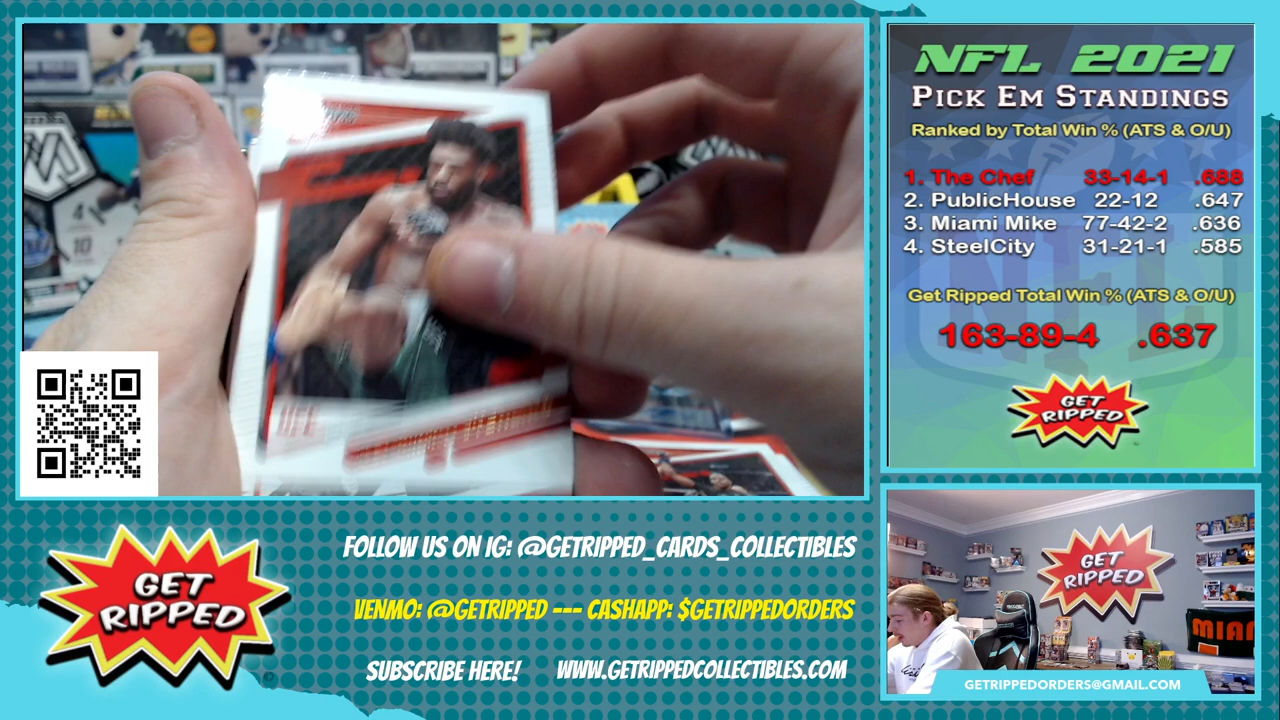 NFL 2021
PICK EM STANDINGS
Ranked by Total Win % (ATS & O/U)
1. The Chef 33-14-1 .688
2. PublicHouse 22-12 .647
3. Miami Mike 77-42-2 .636
4. SteelCity 31-21-1 .585
Get Ripped Total Win % (ATS & O/U)
163-89-4 .637
GET
RIPPED
UFC
GET
RIPPED
FOLLOW US ON IG: @GETRIPPED_CARDS_COLLECTIBLES
VENMO: @GETRIPPED --- CASHAPP: $GETRIPPEDORDERS
SUBSCRIBE HERE! WWW.GETRIPPEDCOLLECTIBLES.COM
GET
RIPPED
MIAM
GETRIPPEDORDERS@GMAIL.COM